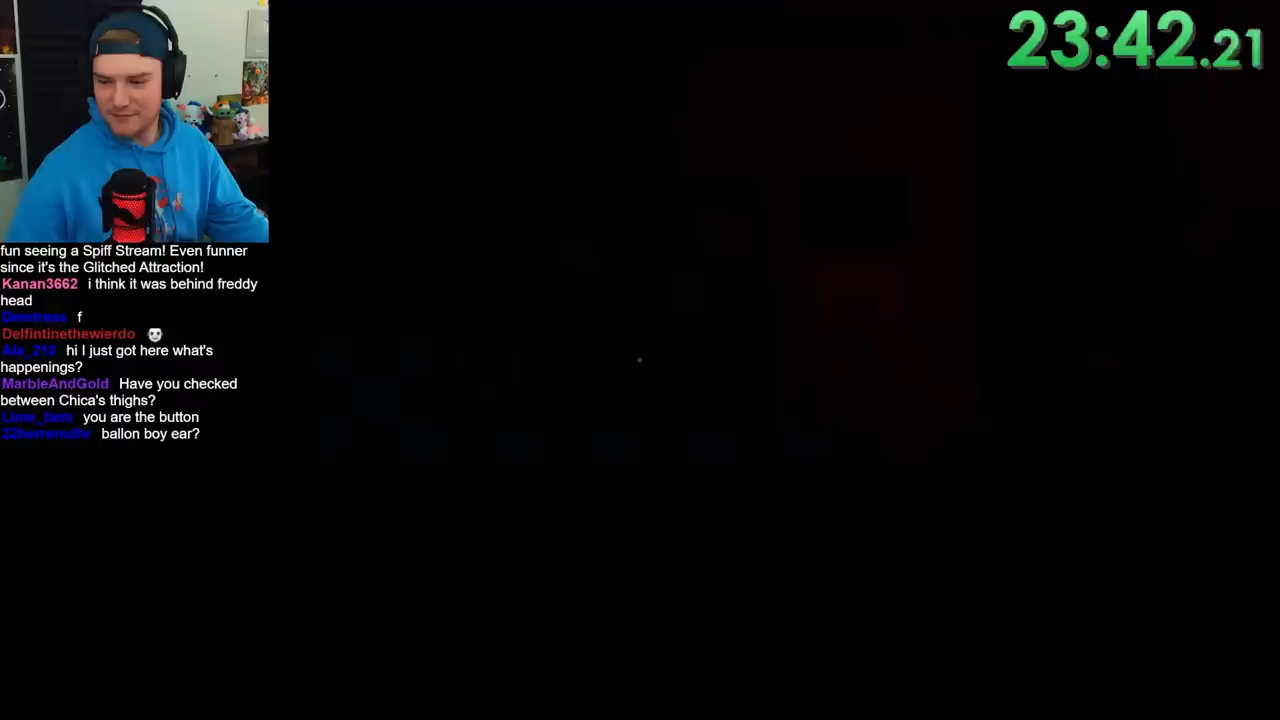 23:42.21
fun seeing a Spiff Stream! Even funner
since it's the Glitched Attraction!
Kanan3662 i think it was behind freddy
head
f
Delfintinethewierdo
Ala_210 hi I just got here what's
happenings?
MarbleAndGold Have you checked
between Chica's thighs?
you are the button
ballon boy ear?